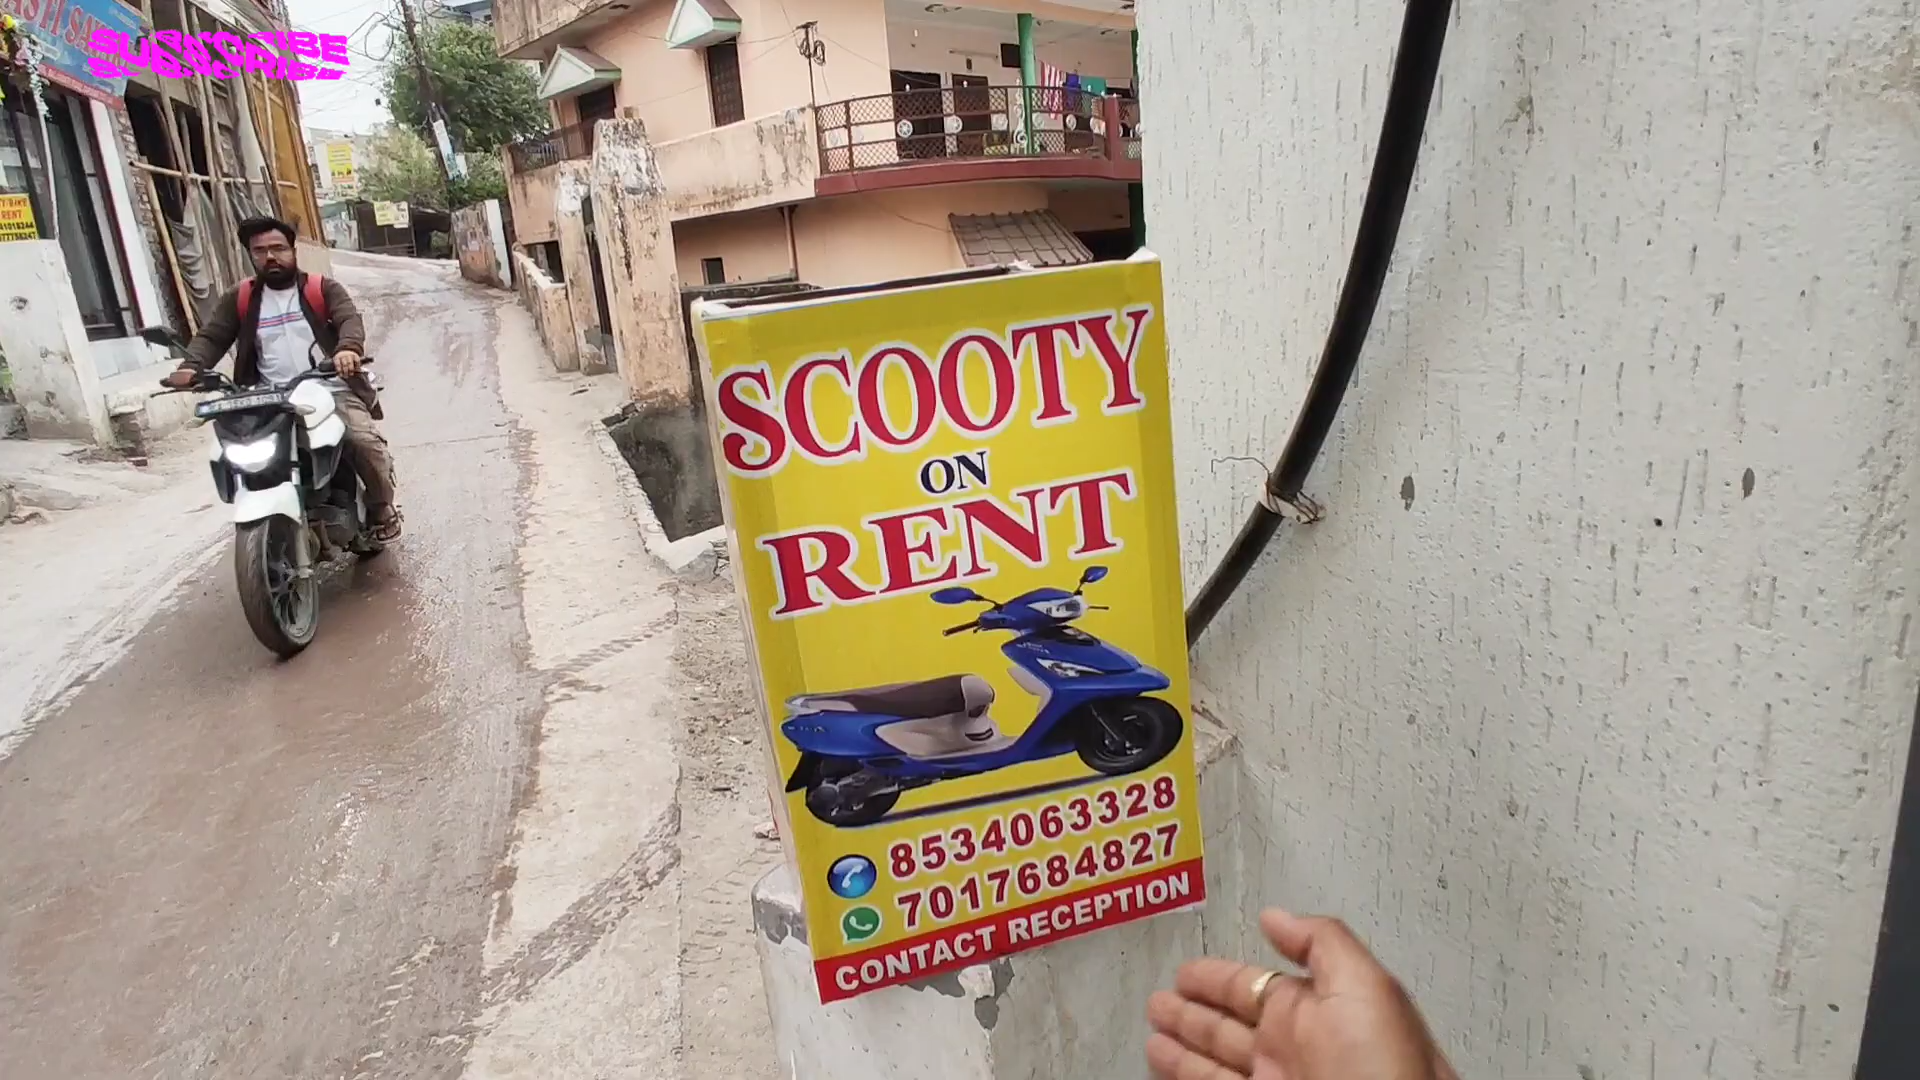 SUBSCRIBE
RENT
SCOOTY
ON
RENT
8534063328
7017684827
CONTACT RECEPTION